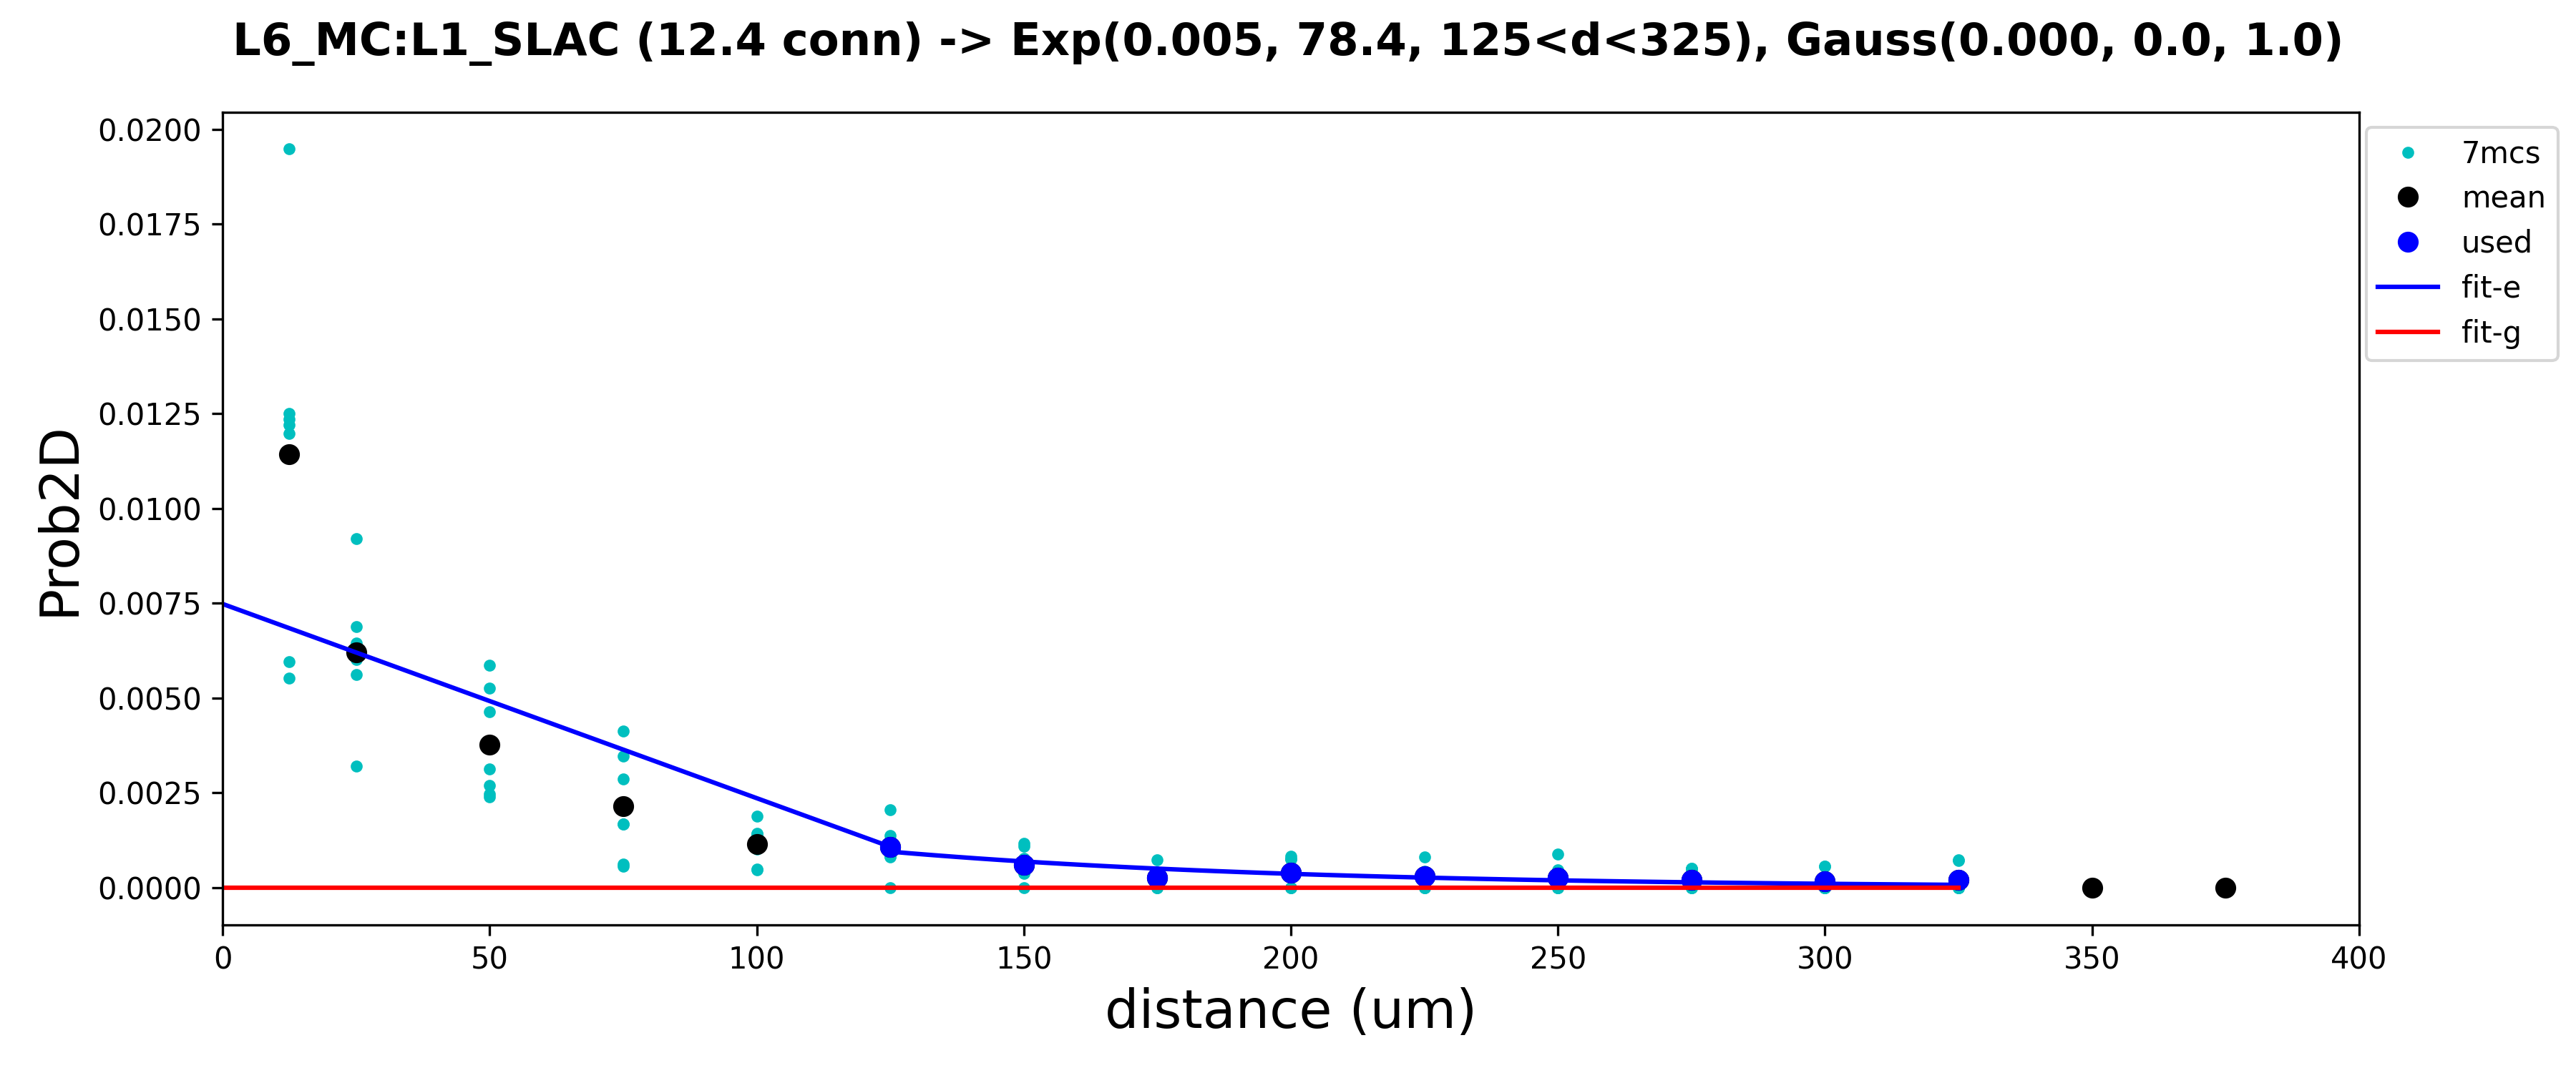 L6_MC:L1_SLAC (12.4 conn) -> Exp(0.005, 78.4, 125<d<325), Gauss(0.000, 0.0, 1.0)
0.0200
0.0175
0.0150
0.0125
0.0100
0.0075
0.0050
0.0025
0.0000
Prob2D
0 50 100 150 200 250 300 350 400
distance (um)
7mcs
mean
used
fit-e
fit-g